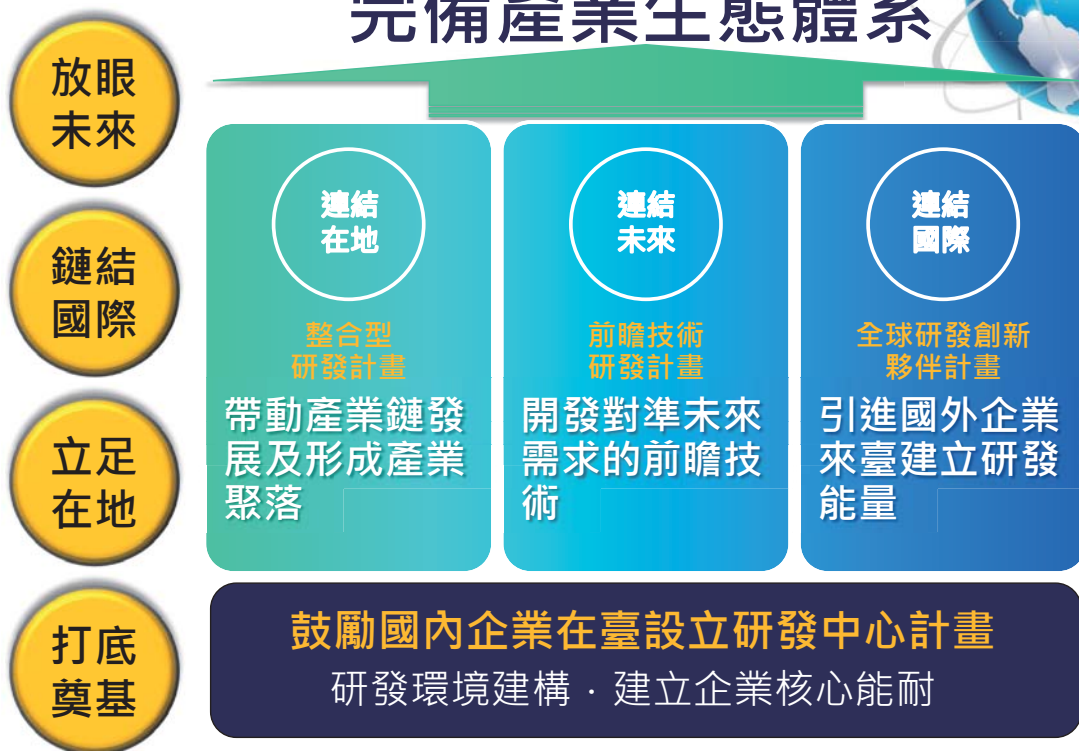 完備產業生態體系
放眼
未來
鏈結
國際
立足
在地
打底
奠基
連結
在地
整合型
研發計畫
帶動產業鏈發
展及形成產業
聚落
連結
未來
前瞻技術
研發計畫
開發對準未來
需求的前瞻技
術
連結
國際
全球研發創新
夥伴計畫
引進國外企業
來臺建立研發
能量
鼓勵國內企業在臺設立研發中心計畫
研發環境建構．建立企業核心能耐